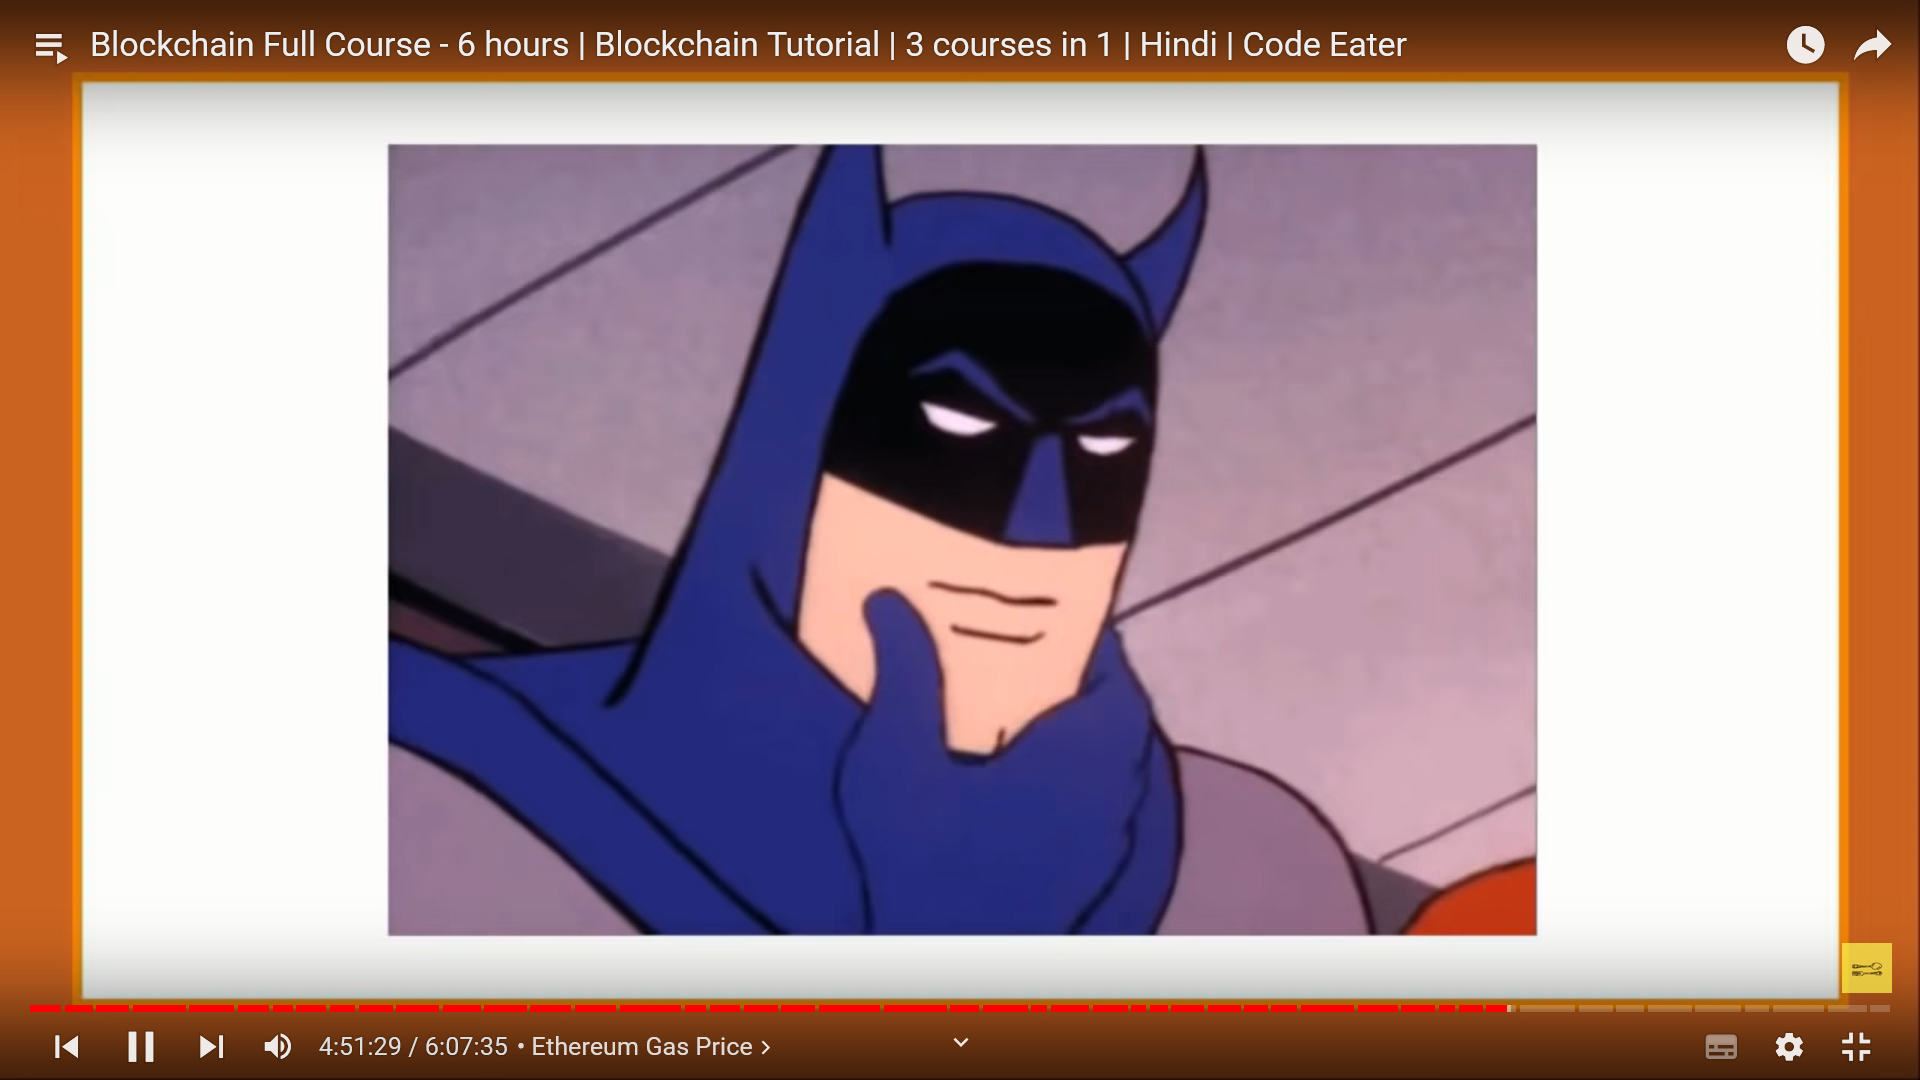 Blockchain Full Course - 6 hours | Blockchain Tutorial | 3 courses in 1 | Hindi | Code Eater
4:51:29 / 6:07:35 • Ethereum Gas Price >